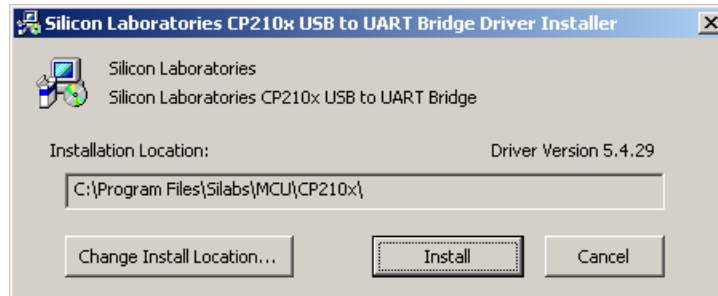 Silicon Laboratories CP210x USB to UART Bridge Driver Installer
Silicon Laboratories
Silicon Laboratories CP210x USB to UART Bridge
Installation Location:
Driver Version 5.4.29
C:\Program Files\Silabs\MCU\CP210x\
Change Install Location...
Install
Cancel